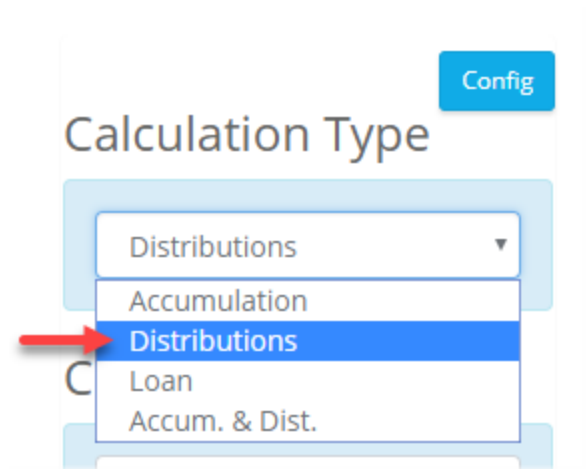 Config
Calculation Type
Distributions
Accumulation
Distributions
C
Loan
Accum. & Dist.